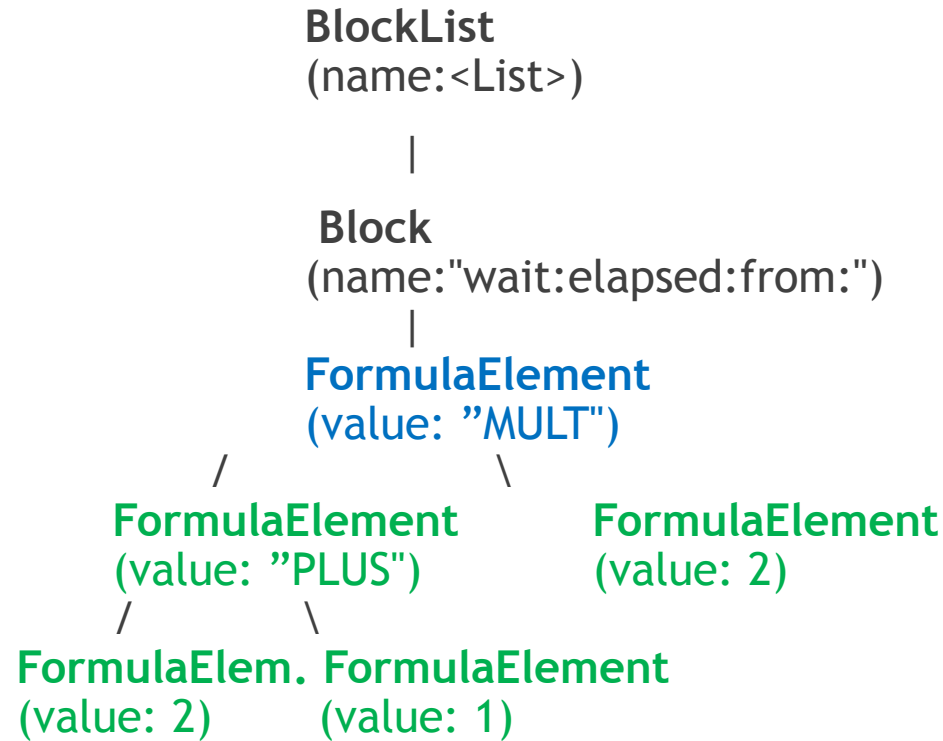 BlockList
(name:<List>)
|
Block
(name:"wait:elapsed:from:")
|
FormulaElement
(value: ”MULT")
/ \
FormulaElement FormulaElement
(value: ”PLUS") (value: 2)
/ \
FormulaElem. FormulaElement
(value: 2) (value: 1)